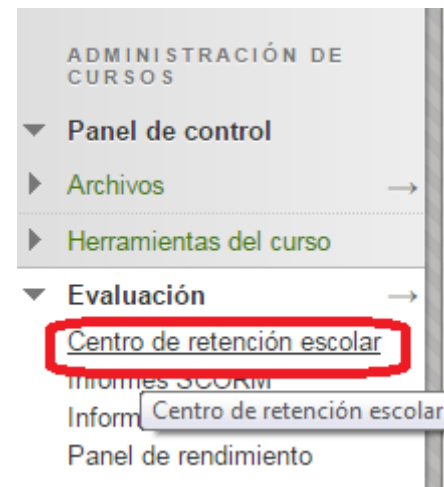 ADMINISTRACIÓN DE
CURSOS
Panel de control
Archivos
Herramientas del curso
Evaluación
Centro de retención escolar
Informes SCORM
Inform
Centro de retención escolar
Panel de rendimiento